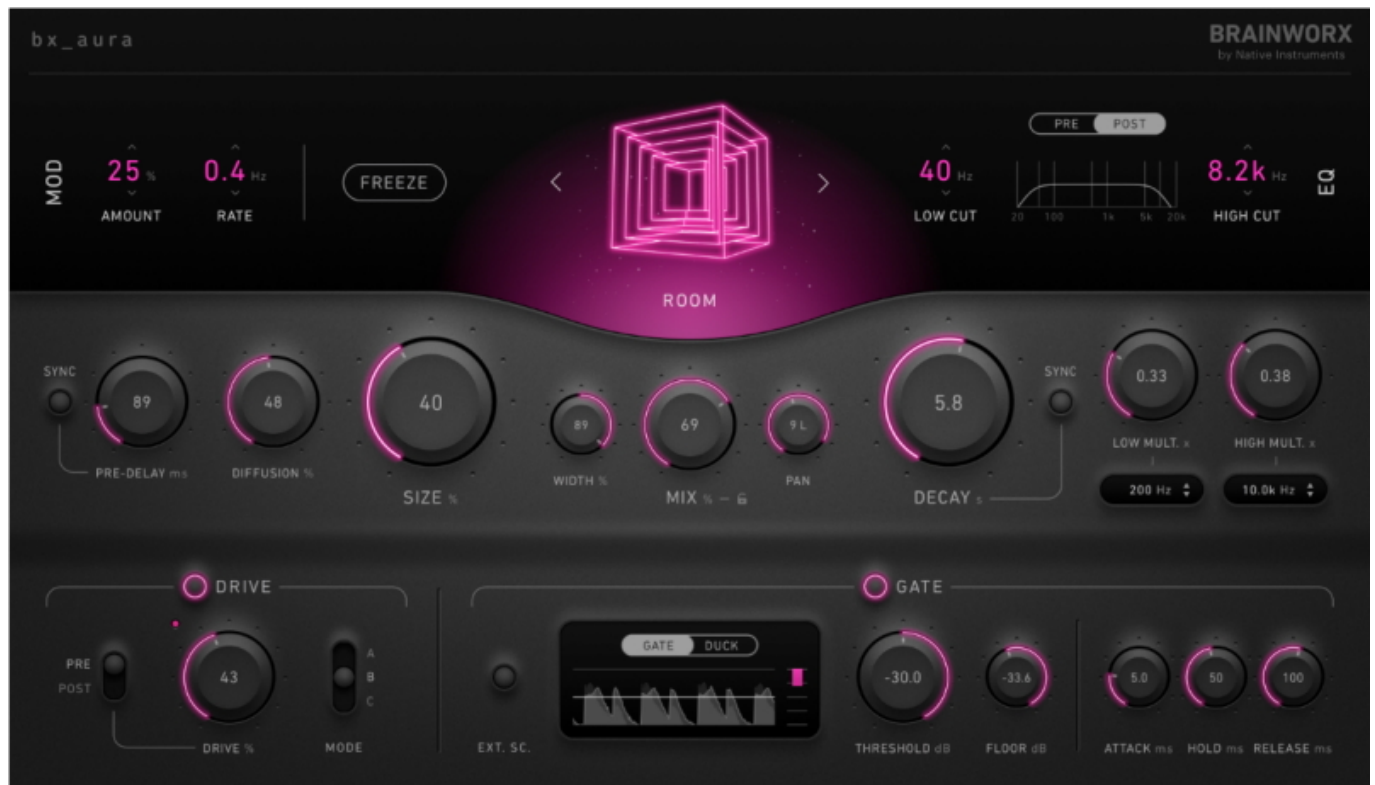 bx_aura
BRAINWORX
by Native Instruments
MOD
25 %
AMOUNT
0.4 Hz
RATE
FREEZE
ROOM
40 Hz
LOW CUT
PRE POST
20 100 1k 5k 20k
8.2k Hz
HIGH CUT
EQ
SYNC
89
PRE-DELAY ms
48
DIFFUSION %
40
SIZE %
89
WIDTH %
69
MIX % –
9 L
PAN
5.8
DECAY s
SYNC
0.33
LOW MULT. x
200 Hz
0.38
HIGH MULT. x
10.0k Hz
DRIVE
PRE
POST
43
DRIVE %
A
B
C
MODE
GATE
EXT. SC.
GATE DUCK
-30.0
THRESHOLD dB
-33.6
FLOOR dB
5.0
ATTACK ms
50
HOLD ms
100
RELEASE ms